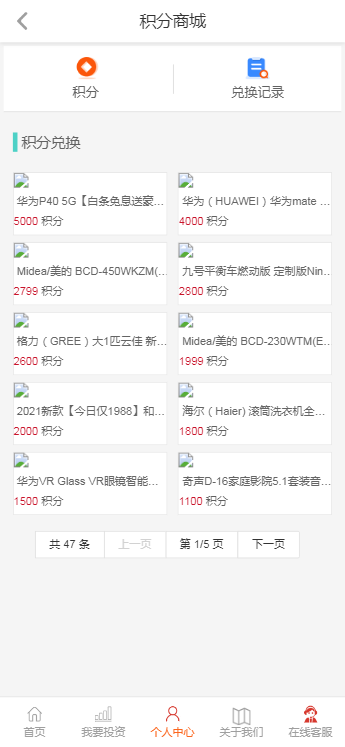 积分商城
积分
兑换记录
积分兑换
华为P40 5G【白条免息送蒙…
5000 积分
华为（HUAWEI）华为mate …
4000 积分
Midea/美的 BCD-450WKZM(…
2799 积分
九号平衡车燃动版 定制版Nin…
2800 积分
格力（GREE）大1匹云佳 新…
2600 积分
Midea/美的 BCD-230WTM(E…
1999 积分
2021新款【今日仅1988】和…
2000 积分
海尔（Haier) 滚筒洗衣机全…
1800 积分
华为VR Glass VR眼镜智能…
1500 积分
奇声D-16家庭影院5.1套装音…
1100 积分
共 47 条 上一页 第 1/5 页 下一页
首页 我要投资 个人中心 关于我们 在线客服